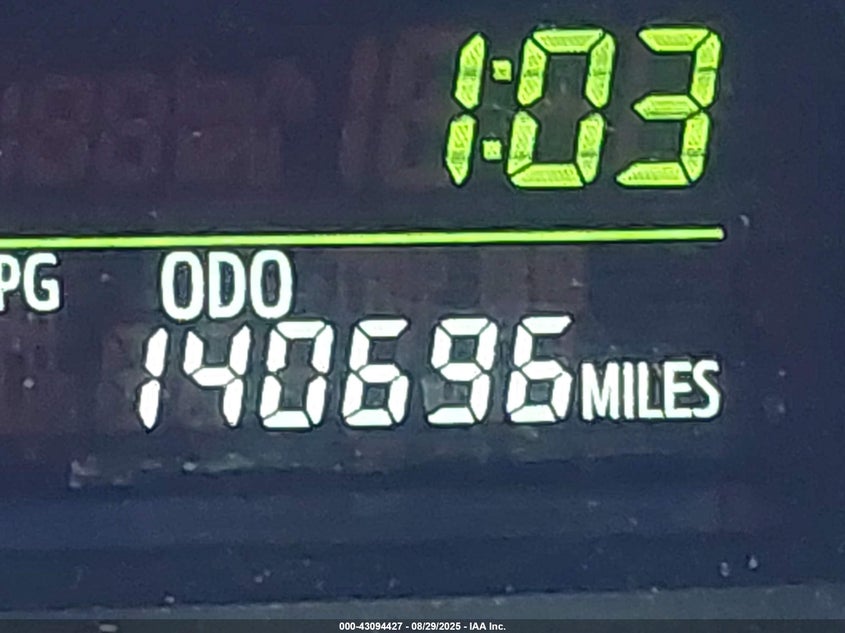 1:03
PG ODO
140696 MILES
000-43094427 - 08/29/2025 - IAA Inc.